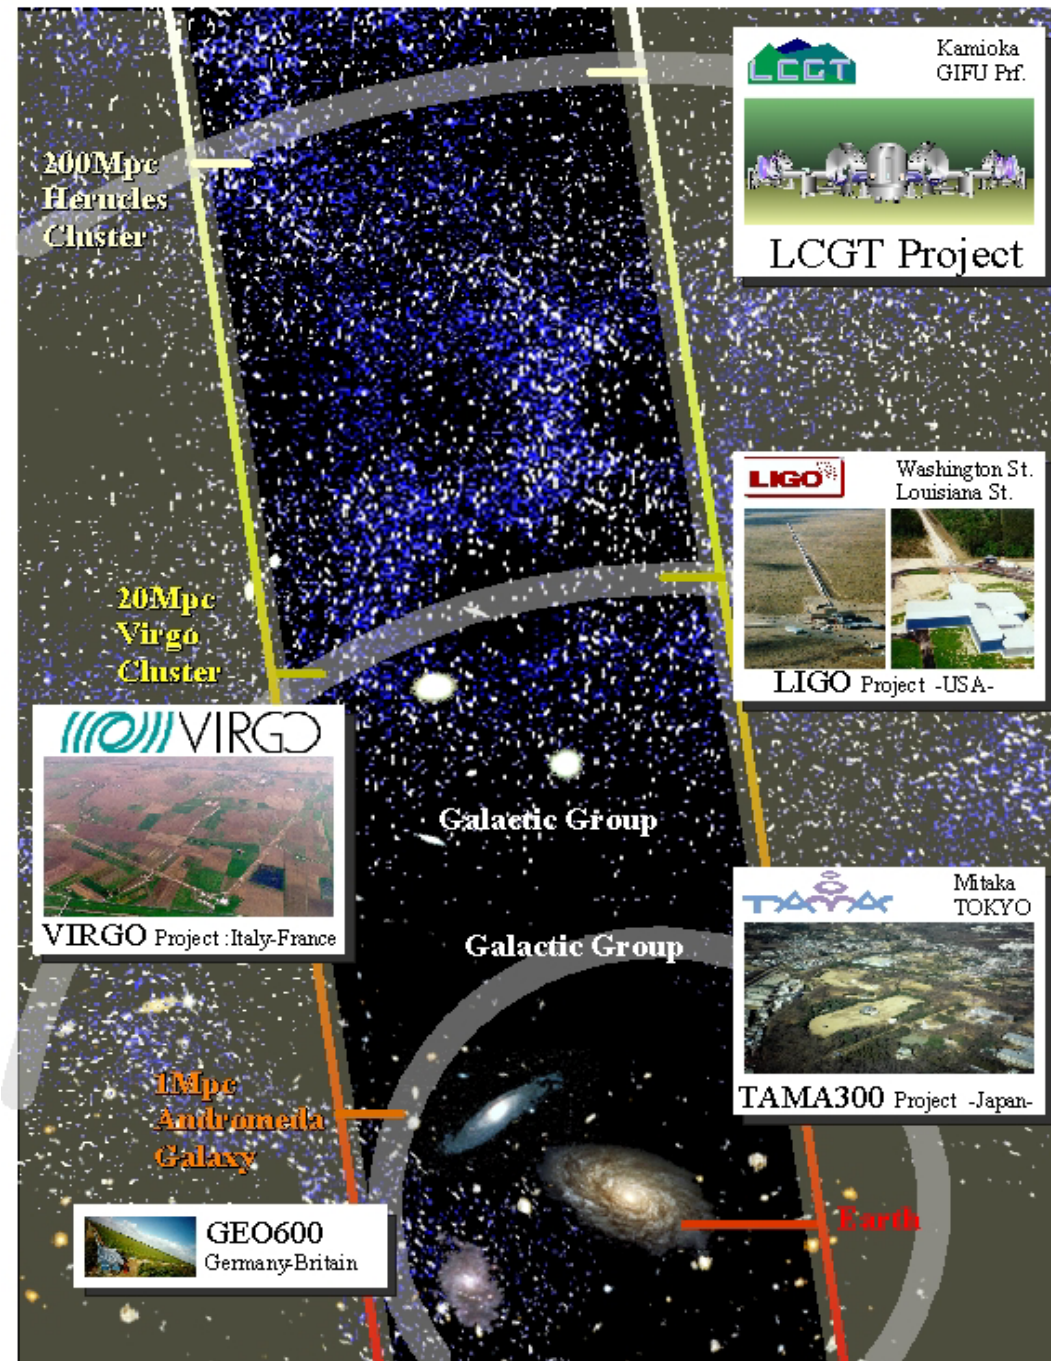 LCGT
Kamioka
GIFU Prf.
LCGT Project
200Mpc
Herucles
Cluster
LIGO
Washington St.
Louisiana St.
LIGO Project -USA-
20Mpc
Virgo
Cluster
VIRGO
VIRGO Project :Italy-France
Galactic Group
Galactic Group
TAMA
Mitaka
TOKYO
TAMA300 Project -Japan-
1Mpc
Andromeda
Galaxy
GEO600
Germany-Britain
Earth